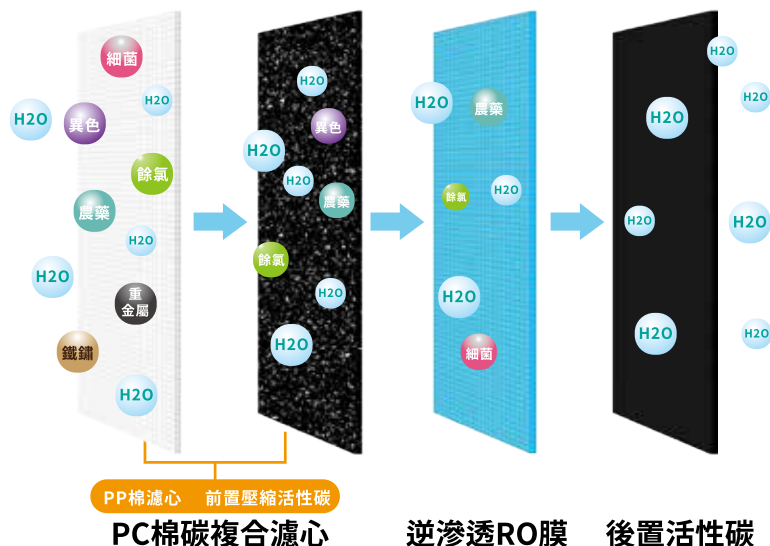 細菌
H2O
H2O
異色
餘氯
農藥
H2O
H2O
重
金屬
鐵鏽
H2O
H2O
異色
H2O
H2O
農藥
餘氯
H2O
H2O
H2O
農藥
餘氯
H2O
H2O
細菌
H2O
H2O
H2O
H2O
H2O
H2O
H2O
PP棉濾心 前置壓縮活性碳
PC棉碳複合濾心
逆滲透RO膜
後置活性碳